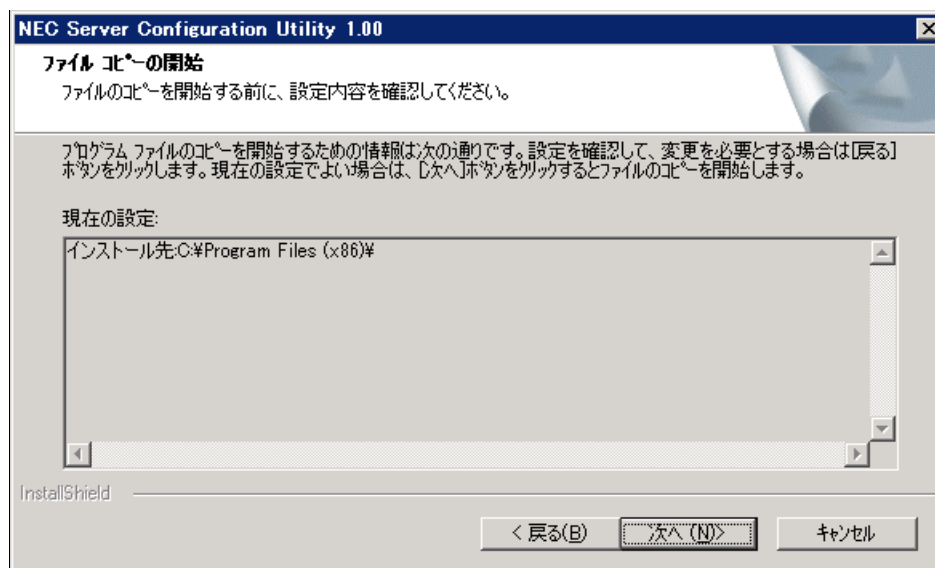 NEC Server Configuration Utility 1.00
ファイル コピーの開始
ファイルのコピーを開始する前に、設定内容を確認してください。
プログラム ファイルのコピーを開始するための情報は次の通りです。設定を確認して、変更を必要とする場合は[戻る]
ボタンをクリックします。現在の設定でよい場合は、[次へ]ボタンをクリックするとファイルのコピーを開始します。
現在の設定:
インストール先:C:¥Program Files (x86)¥
InstallShield
< 戻る(B)
次へ (N)>
キャンセル